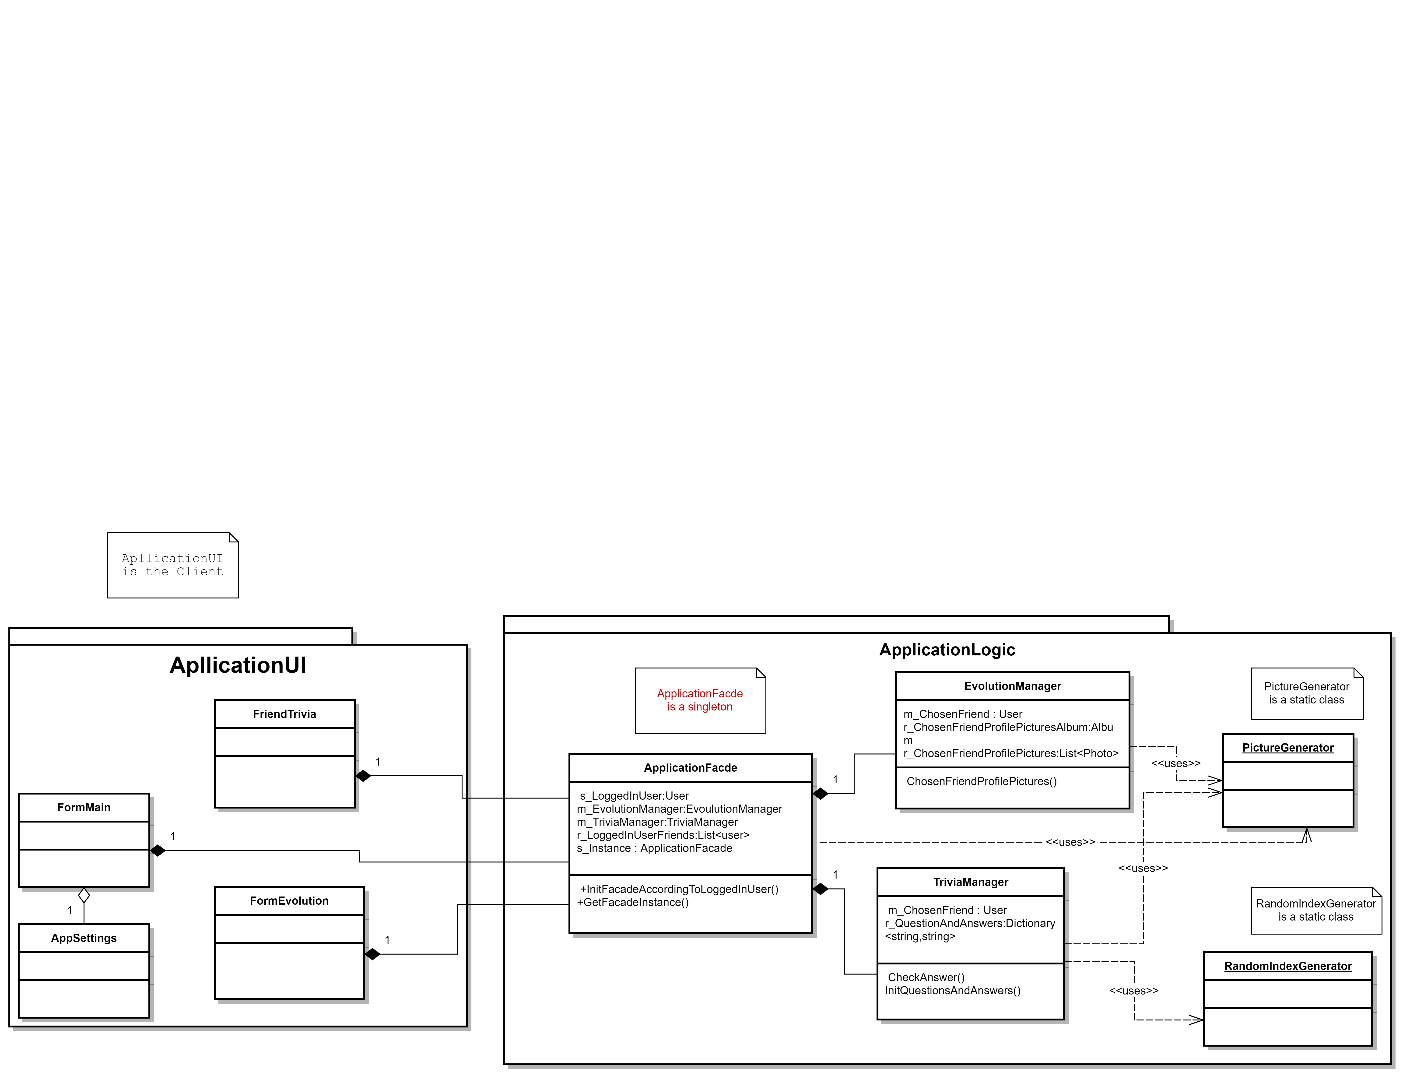 ApllicationUI
is the Client
ApllicationUI
FriendTrivia
1
FormMain
1
FormEvolution
1
1
AppSettings
ApplicationLogic
ApplicationFacde
is a singleton
ApplicationFacde
s_LoggedInUser:User
m_EvolutionManager:EvoulutionManager
m_TriviaManager:TriviaManager
r_LoggedInUserFriends:List<user>
s_Instance : ApplicationFacade
+InitFacadeAccordingToLoggedInUser()
+GetFacadeInstance()
1
1
EvolutionManager
m_ChosenFriend : User
r_ChosenFriendProfilePicturesAlbum:Albu
m
r_ChosenFriendProfilePictures:List<Photo>
ChosenFriendProfilePictures()
<<uses>>
<<uses>>
<<uses>>
TriviaManager
m_ChosenFriend : User
r_QuestionAndAnswers:Dictionary
<string,string>
CheckAnswer()
InitQuestionsAndAnswers()
<<uses>>
PictureGenerator
is a static class
PictureGenerator
RandomIndexGenerator
is a static class
RandomIndexGenerator